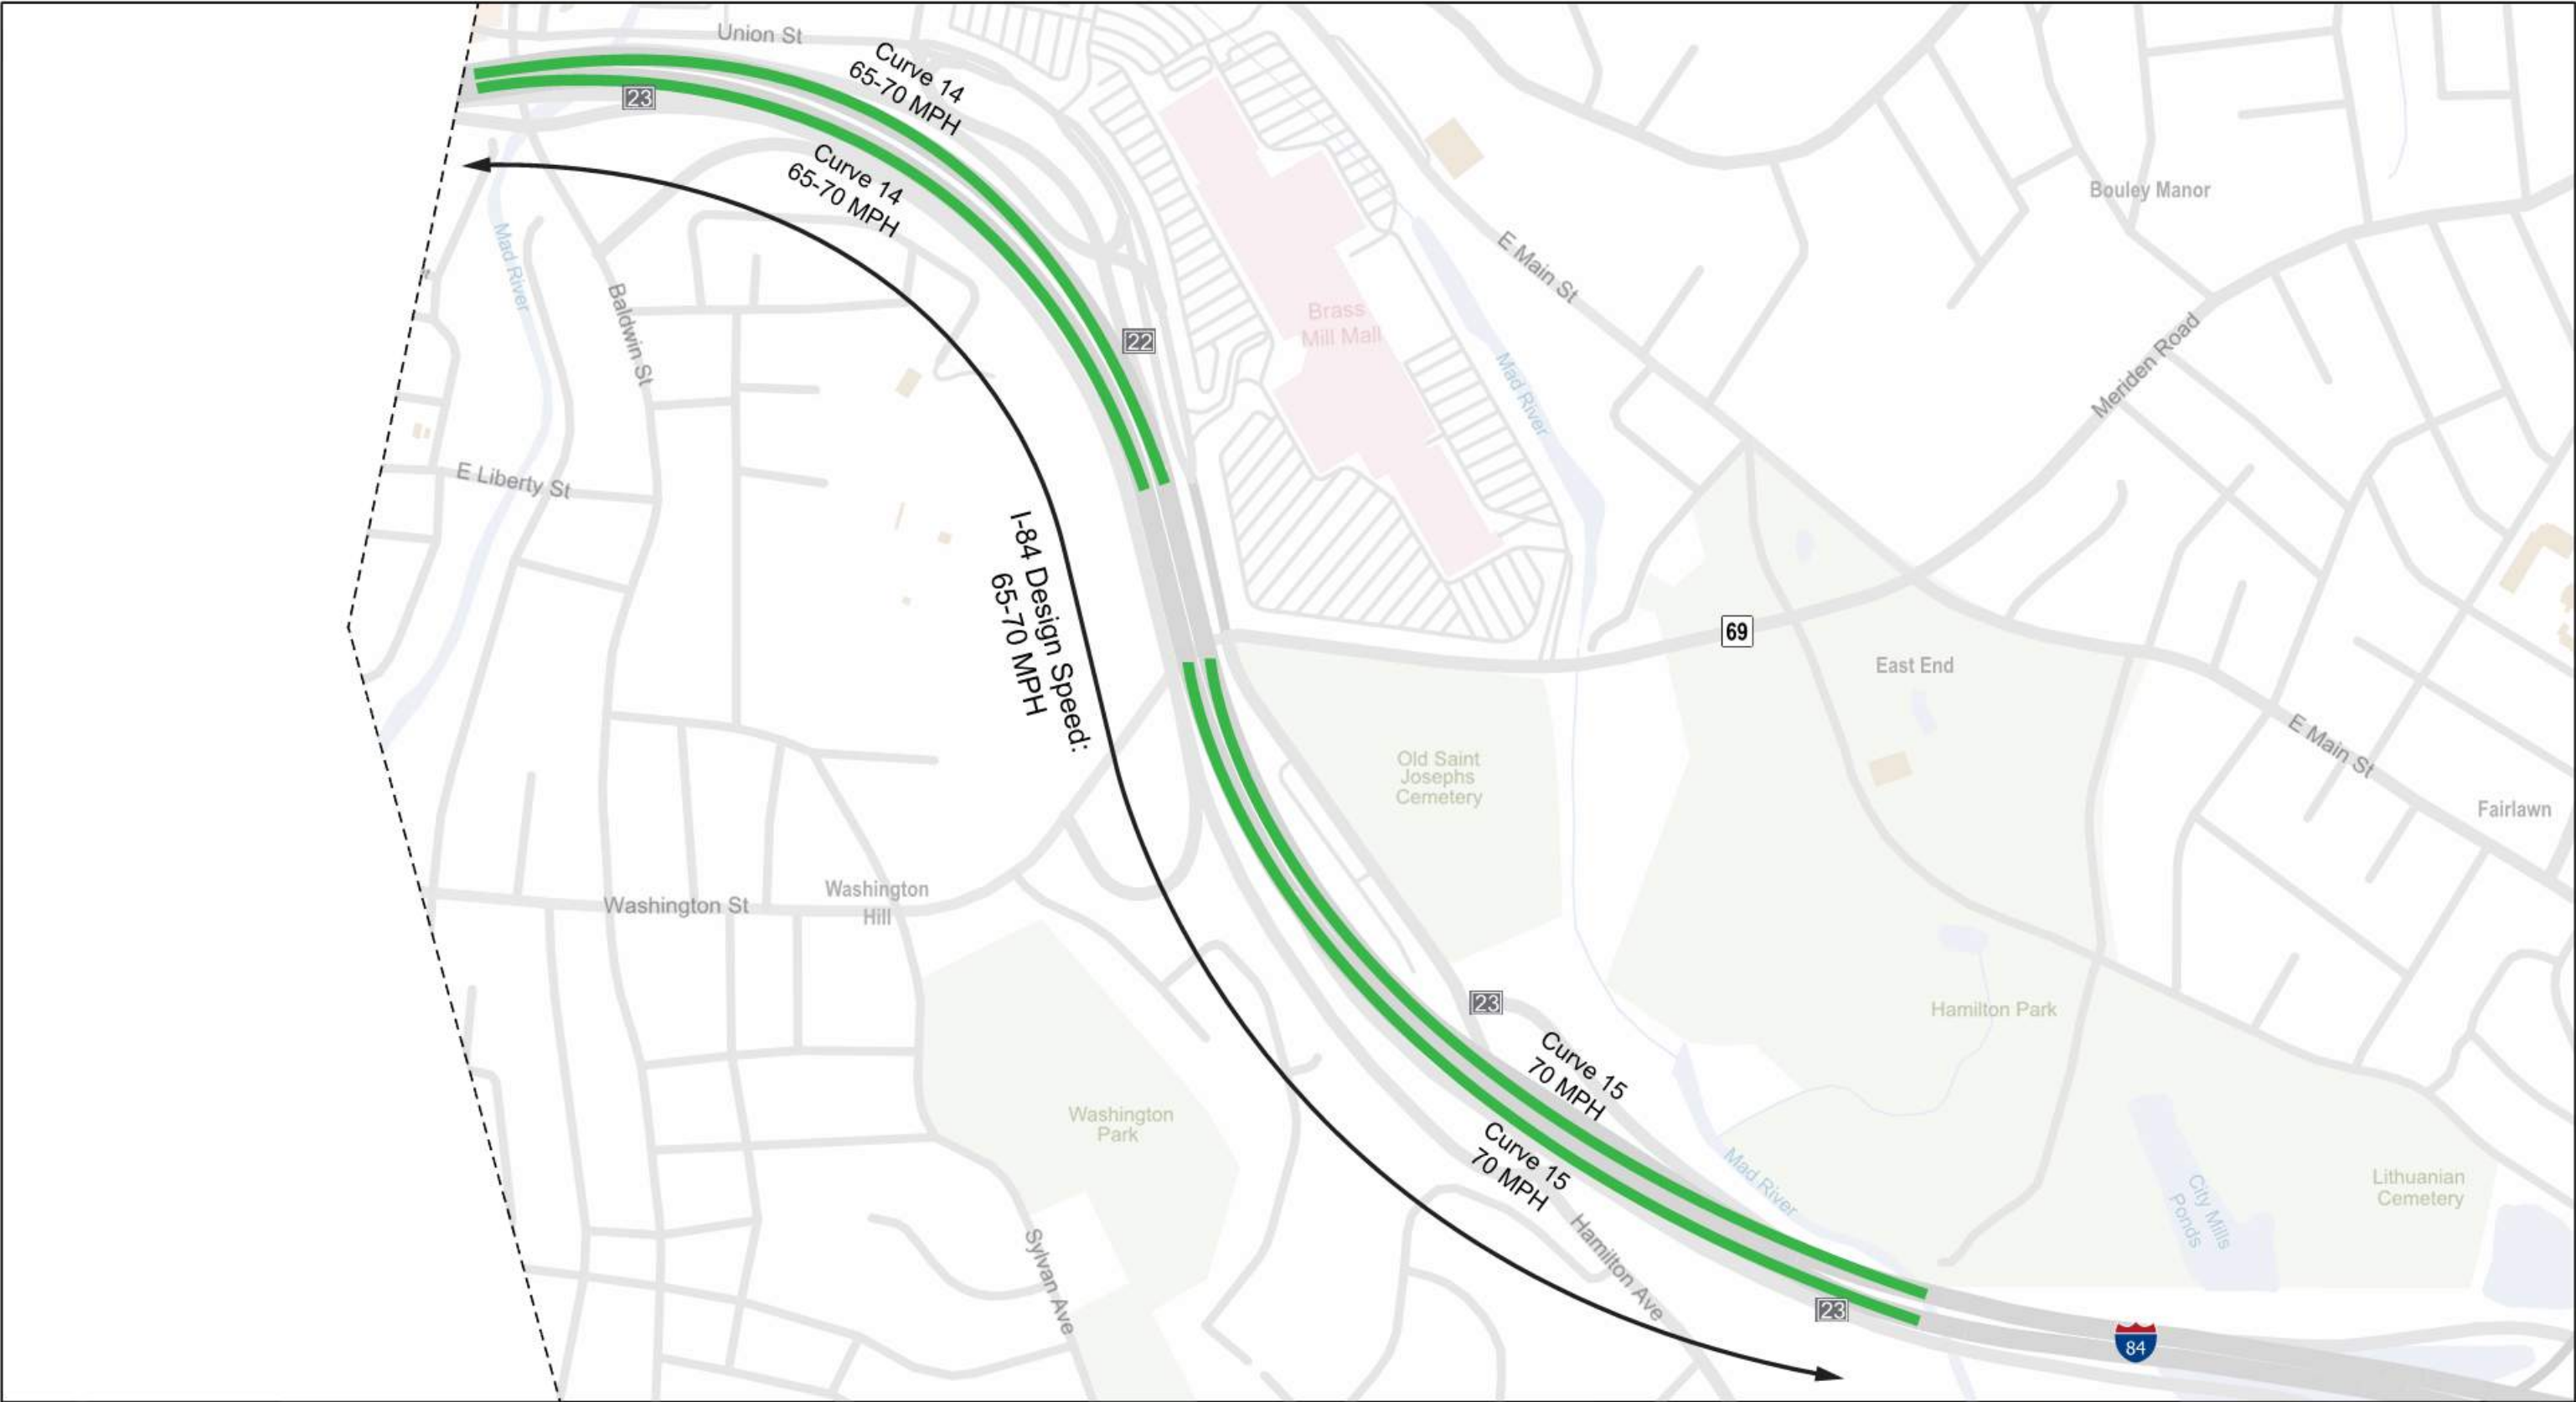 Union St
Curve 14
65-70 MPH
23
Curve 14
65-70 MPH
Bouley Manor
Mad River
E Main St
Baldwin St
Brass
Mill Mall
22
Meriden Road
Mad River
E Liberty St
I-84 Design Speed:
65-70 MPH
69
East End
E Main St
Old Saint
Josephs
Cemetery
Fairlawn
Washington
Hill
Washington St
23
Hamilton Park
Curve 15
70 MPH
Washington
Park
Curve 15
70 MPH
Mad River
City Mills
Ponds
Lithuanian
Cemetery
Sylvan Ave
Hamilton Ave
23
84